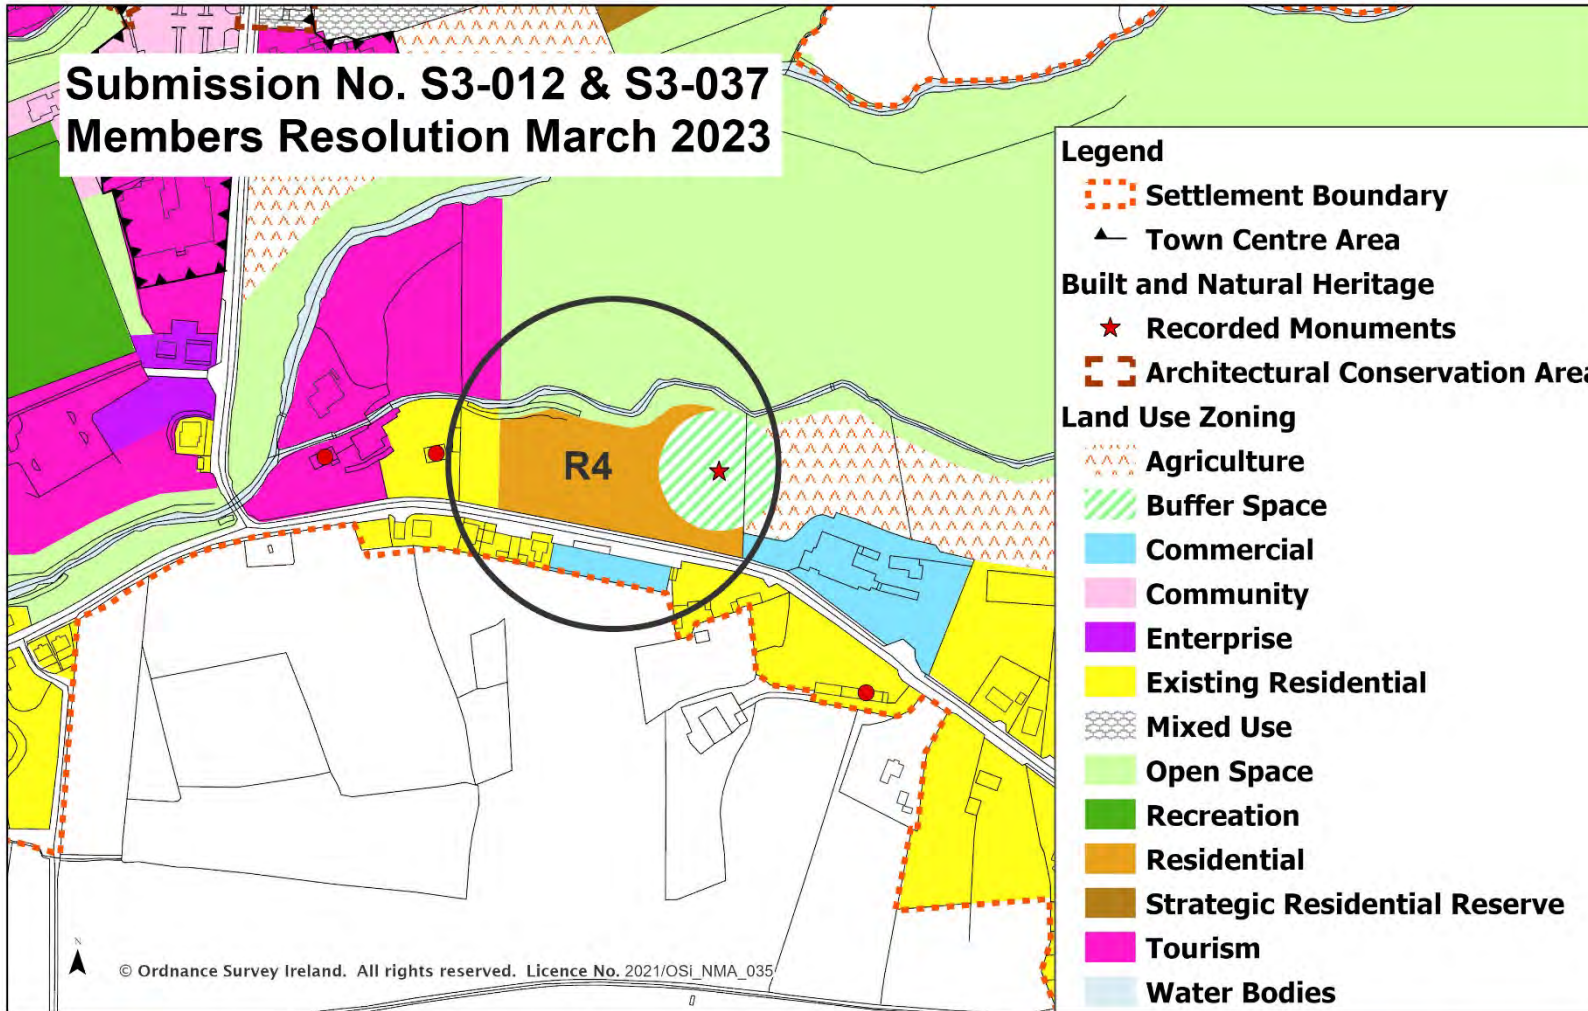 Submission No. S3-012 & S3-037
Members Resolution March 2023
Legend
Settlement Boundary
Town Centre Area
Built and Natural Heritage
Recorded Monuments
Architectural Conservation Area
Land Use Zoning
Agriculture
Buffer Space
Commercial
Community
Enterprise
Existing Residential
Mixed Use
Open Space
Recreation
Residential
Strategic Residential Reserve
Tourism
Water Bodies
R4
N
© Ordnance Survey Ireland. All rights reserved. Licence No. 2021/OSi_NMA_035